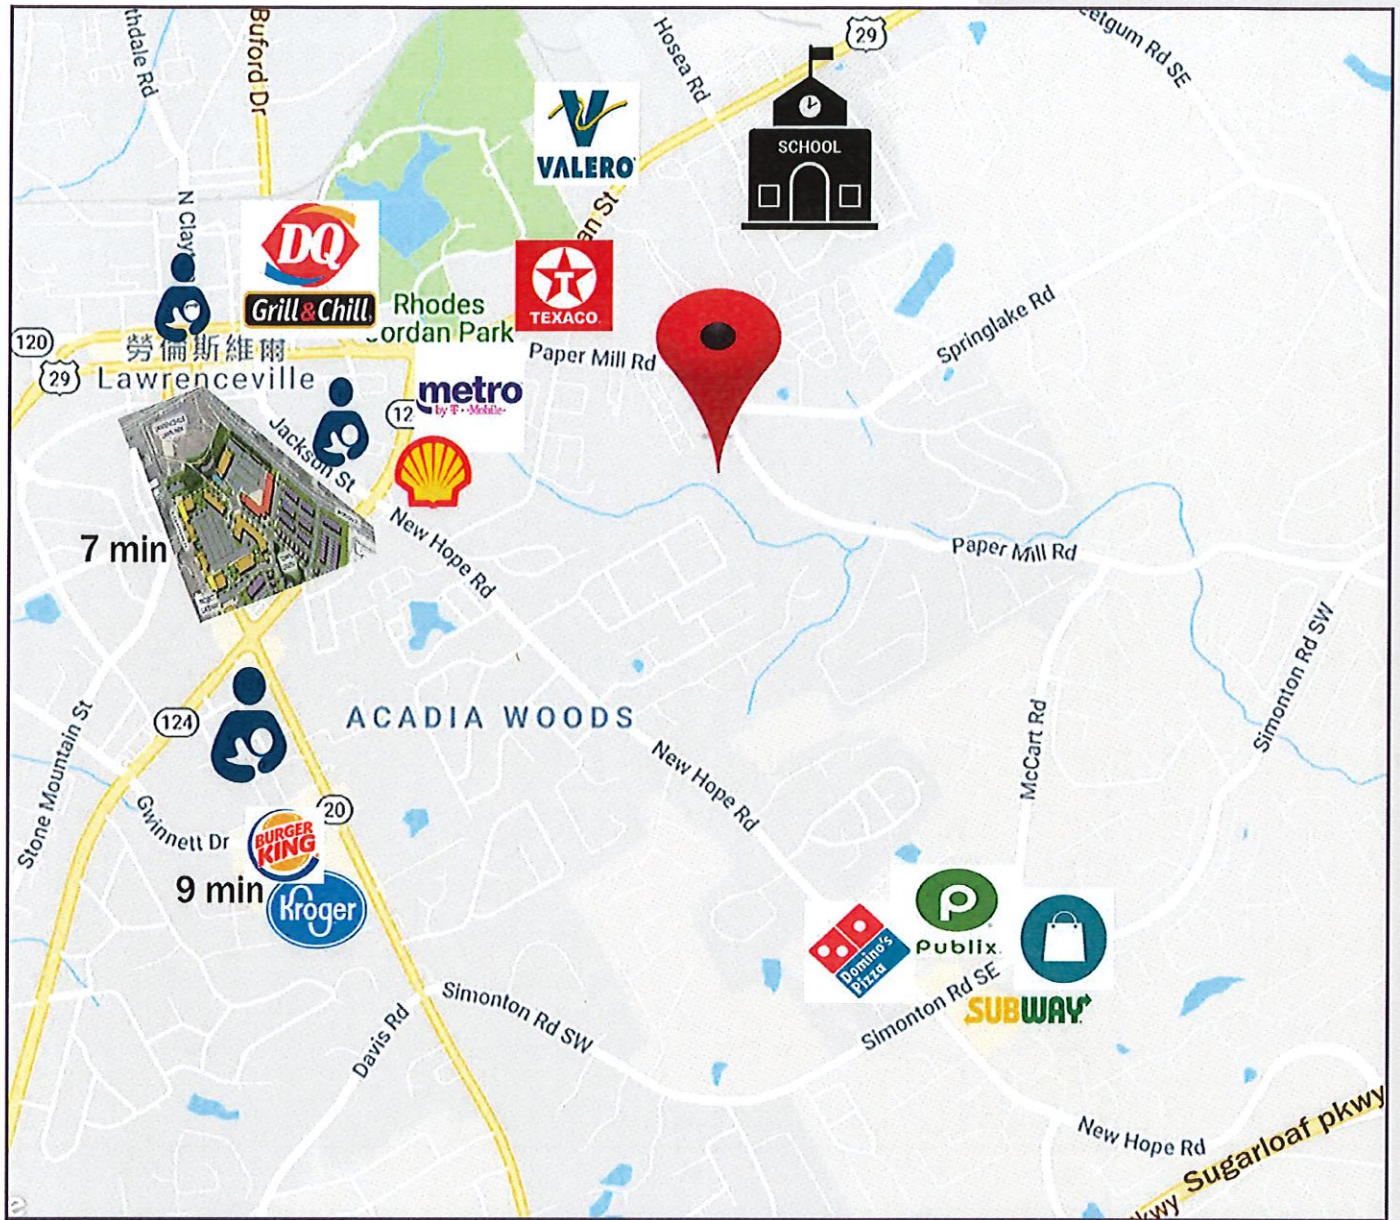 thdale Rd
Buford Dr
Hosea Rd
29
etgum Rd SE
VALERO
SCHOOL
N Clay
an St
DQ
Grill&Chill
Rhodes
ordan Park
TEXACO
Paper Mill Rd
Springlake Rd
120
29
勞倫斯維爾
Lawrenceville
metro
by T-Mobile
12
Jackson St
New Hope Rd
7 min
Paper Mill Rd
Simonton Rd SW
McCart Rd
124
ACADIA WOODS
Stone Mountain St
New Hope Rd
Gwinnett Dr
20
BURGER
KING
9 min
Kroger
Domino's
Pizza
Publix
SUBWAY
Simonton Rd SE
Simonton Rd SW
Davis Rd
New Hope Rd
Sugarloaf pkwy
kwy